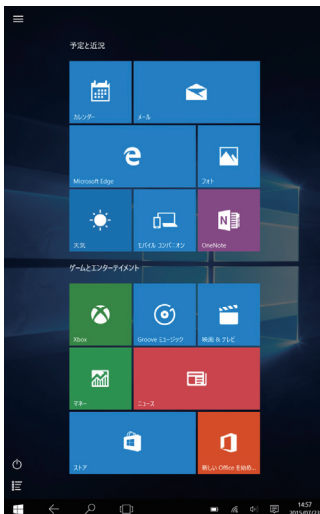 予定と近況
カレンダー
メール
Microsoft Edge
フォト
天気
モバイル コンパニオン
OneNote
ゲームとエンターテイメント
Xbox
Groove ミュージック
映画 & テレビ
マネー
ニュース
ストア
新しい Office を始め...
14:57